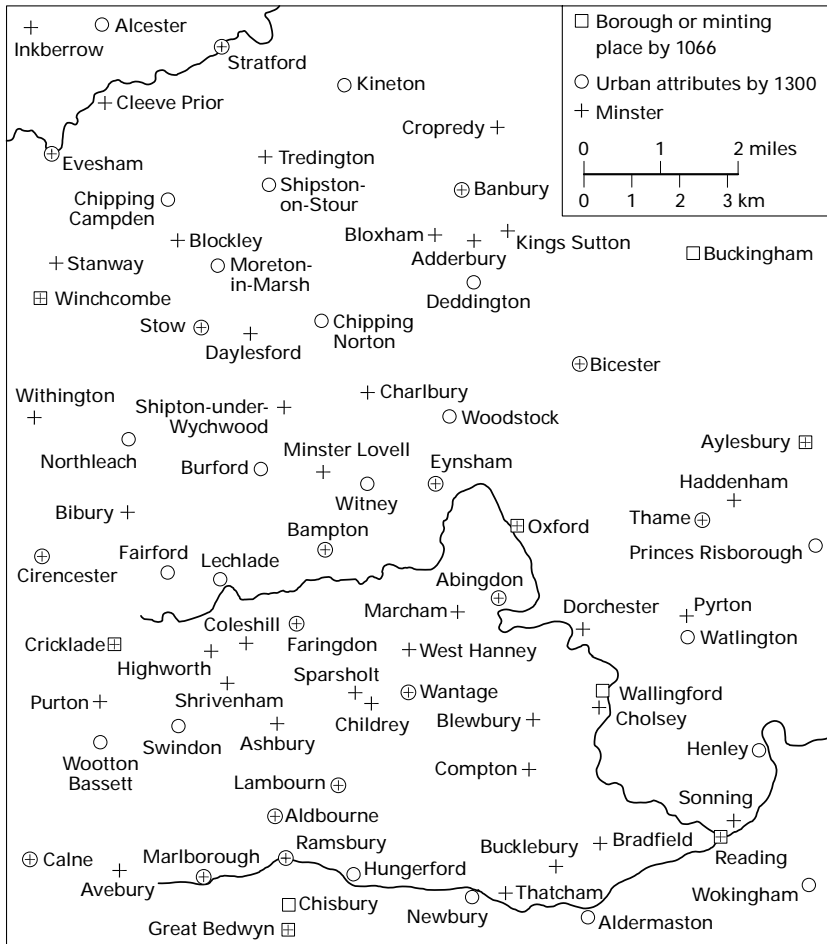 Alcester
Inkberrow
Stratford
Borough or minting
place by 1066
Urban attributes by 1300
Minster
0 1 2 miles
0 1 2 3 km
Kineton
Cleeve Prior
Cropredy
Evesham
Tredington
Shipston-
on-Stour
Banbury
Chipping
Campden
Blockley
Bloxham
Kings Sutton
Adderbury
Buckingham
Stanway
Moreton-
in-Marsh
Deddington
Winchcombe
Stow
Chipping
Norton
Daylesford
Bicester
Withington
Charlbury
Shipton-under-
Wychwood
Woodstock
Northleach
Aylesbury
Burford
Minster Lovell
Eynsham
Haddenham
Witney
Bibury
Thame
Oxford
Bampton
Princes Risborough
Cirencester
Fairford
Lechlade
Abingdon
Marcham
Dorchester
Pyrton
Coleshill
Cricklade
Faringdon
Watlington
Highworth
West Hanney
Sparsholt
Shrivenham
Wantage
Wallingford
Purton
Childrey
Blewbury
Cholsey
Swindon
Ashbury
Wootton
Bassett
Henley
Compton
Lambourn
Sonning
Aldbourne
Ramsbury
Bradfield
Bucklebury
Reading
Calne
Marlborough
Hungerford
Avebury
Thatcham
Wokingham
Chisbury
Newbury
Aldermaston
Great Bedwyn